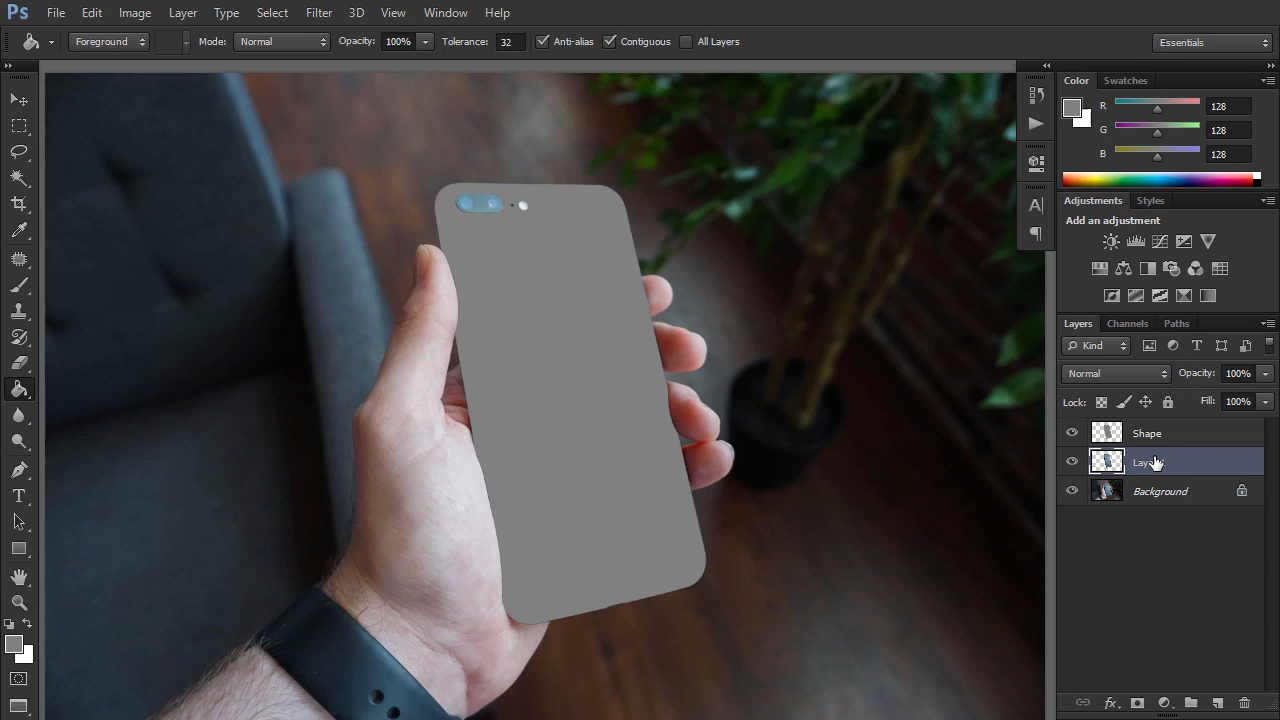 Ps File Edit Image Layer Type Select Filter 3D View Window Help
Foreground Mode: Normal Opacity: 100% Tolerance: 32 Anti-alias Contiguous All Layers Essentials
Color Swatches
R 128
G 128
B 128
Adjustments Styles
Add an adjustment
Layers Channels Paths
Kind
Normal Opacity: 100%
Lock: Fill: 100%
Shape
Background